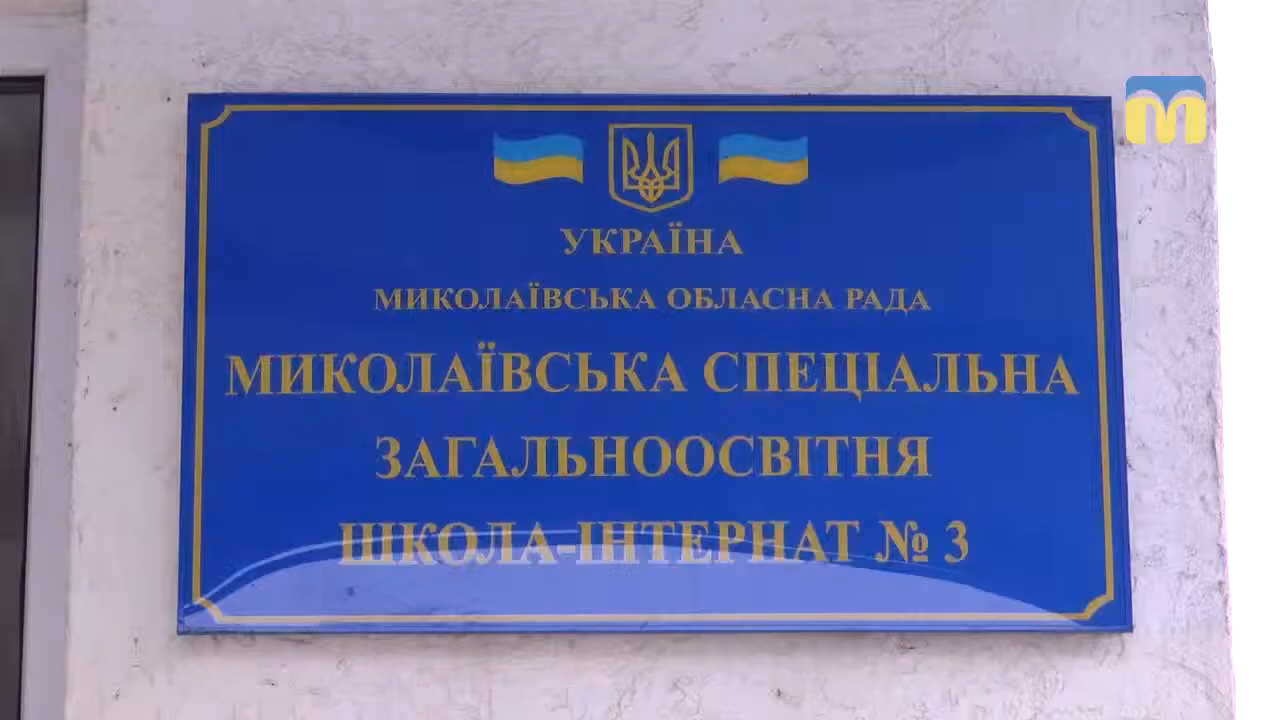 УКРАЇНА
МИКОЛАЇВСЬКА ОБЛАСНА РАДА
МИКОЛАЇВСЬКА СПЕЦІАЛЬНА
ЗАГАЛЬНООСВІТНЯ
ШКОЛА-ІНТЕРНАТ № 3